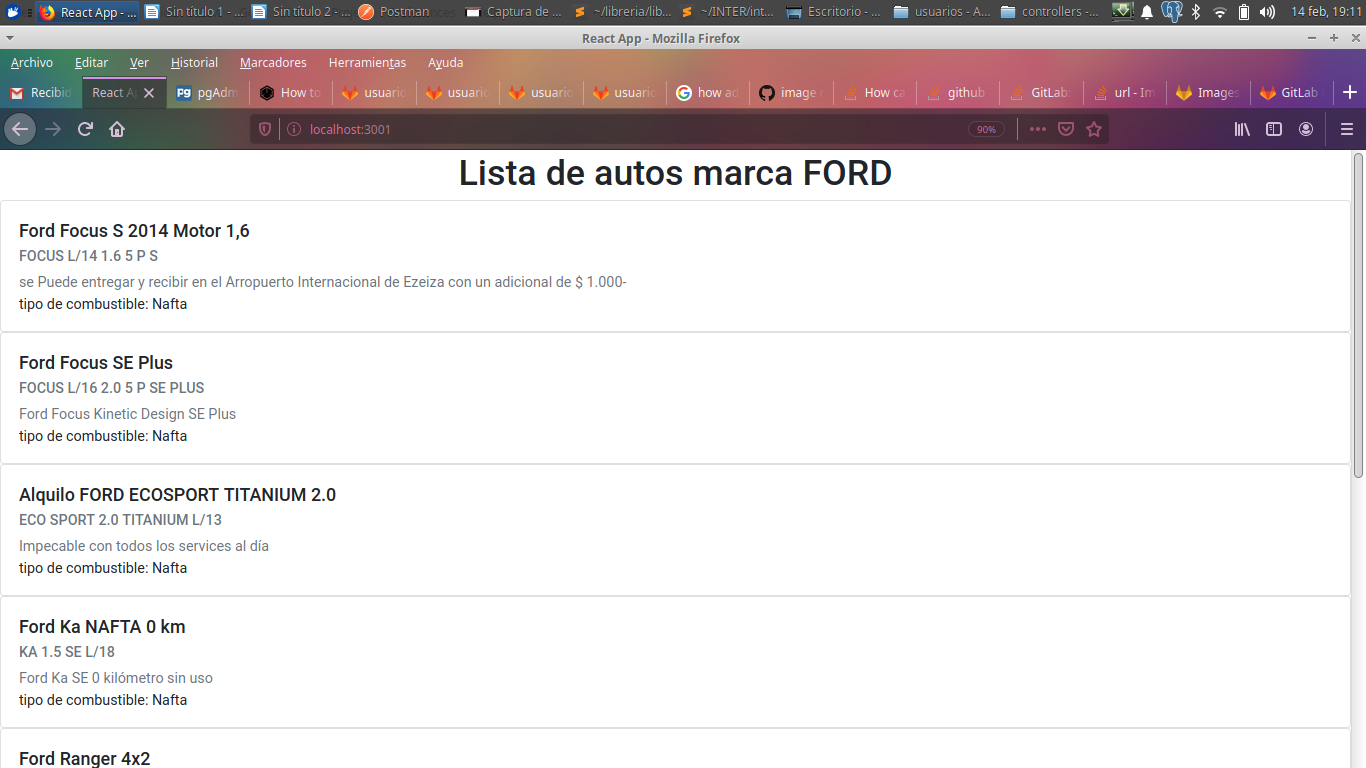 React App - ...
Sin título 1 - ...
Sin título 2 - ...
Postman
Captura de ...
~/libreria/lib...
~/INTER/int...
Escritorio - ...
usuarios - A...
controllers -...
14 feb, 19:11
React App - Mozilla Firefox
Archivo Editar Ver Historial Marcadores Herramientas Ayuda
Recibid
React A
pgAdm
How to
usuario
usuario
usuario
usuario
how ad
image r
How ca
github
GitLab:
url - Im
Images
GitLab
localhost:3001
90%
Lista de autos marca FORD
Ford Focus S 2014 Motor 1,6
FOCUS L/14 1.6 5 P S
se Puede entregar y recibir en el Arropuerto Internacional de Ezeiza con un adicional de $ 1.000-
tipo de combustible: Nafta
Ford Focus SE Plus
FOCUS L/16 2.0 5 P SE PLUS
Ford Focus Kinetic Design SE Plus
tipo de combustible: Nafta
Alquilo FORD ECOSPORT TITANIUM 2.0
ECO SPORT 2.0 TITANIUM L/13
Impecable con todos los services al día
tipo de combustible: Nafta
Ford Ka NAFTA 0 km
KA 1.5 SE L/18
Ford Ka SE 0 kilómetro sin uso
tipo de combustible: Nafta
Ford Ranger 4x2